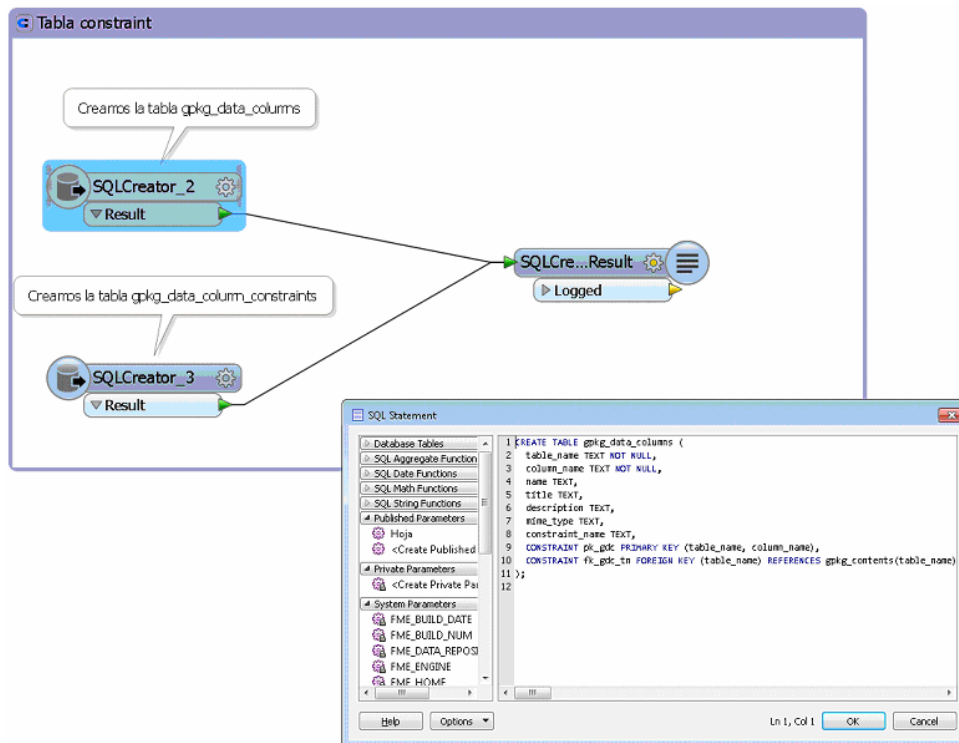 Tabla constraint
Creamos la tabla gpkg_data_columns
SQLCreator_2
Result
SQLCre...Result
Logged
Creamos la tabla gpkg_data_column_constraints
SQLCreator_3
Result
SQL Statement
Database Tables
SQL Aggregate Function
SQL Date Functions
SQL Math Functions
SQL String Functions
Published Parameters
Hoja
<Create Published
Private Parameters
<Create Private Par
System Parameters
FME_BUILD_DATE
FME_BUILD_NUM
FME_DATA_REPOSI
FME_ENGINE
FME_HOME
1 CREATE TABLE gpkg_data_columns (
2 table_name TEXT NOT NULL,
3 column_name TEXT NOT NULL,
4 name TEXT,
5 title TEXT,
6 description TEXT,
7 mime_type TEXT,
8 constraint_name TEXT,
9 CONSTRAINT pk_gdc PRIMARY KEY (table_name, column_name),
10 CONSTRAINT fk_gdc_tn FOREIGN KEY (table_name) REFERENCES gpkg_contents(table_name)
11 );
12
Help
Options
Ln 1, Col 1
OK
Cancel